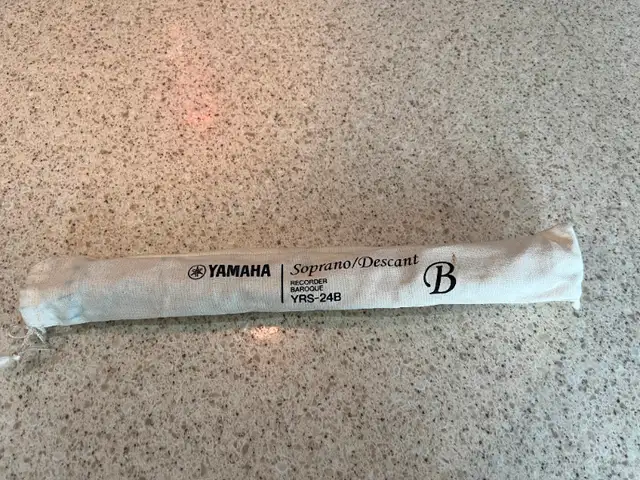 YAMAHA
Soprano/Descant
RECORDER
BAROQUE
YRS-24B
B